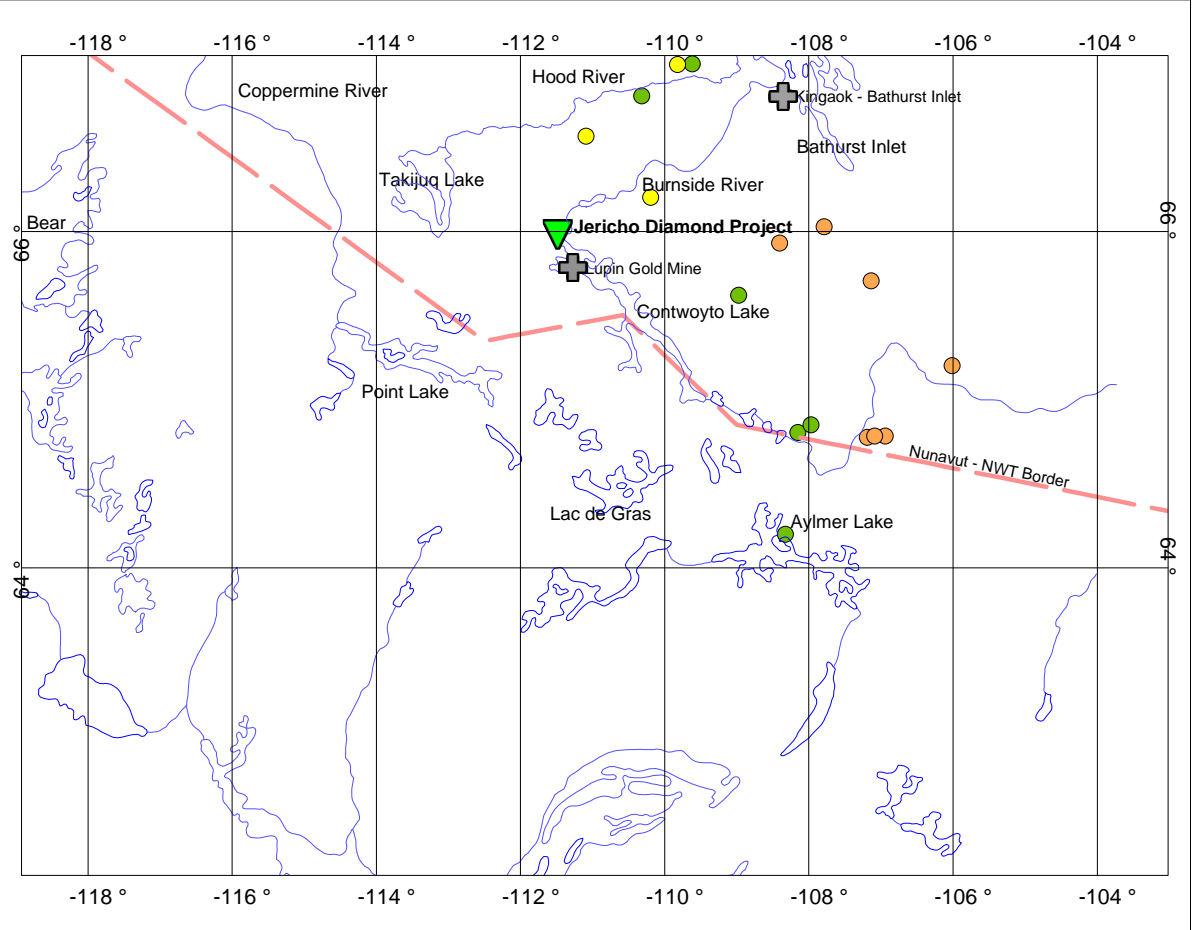 -118 ° -116 ° -114 ° -112 ° -110 ° -108 ° -106 ° -104 °
Hood River
Coppermine River
Kingaok - Bathurst Inlet
Bathurst Inlet
Takijuq Lake
Burnside River
Bear
Jericho Diamond Project
66 °
66 °
Lupin Gold Mine
Contwoyto Lake
Point Lake
Nunavut - NWT Border
Lac de Gras
Aylmer Lake
64 °
64 °
-118 ° -116 ° -114 ° -112 ° -110 ° -108 ° -106 ° -104 °